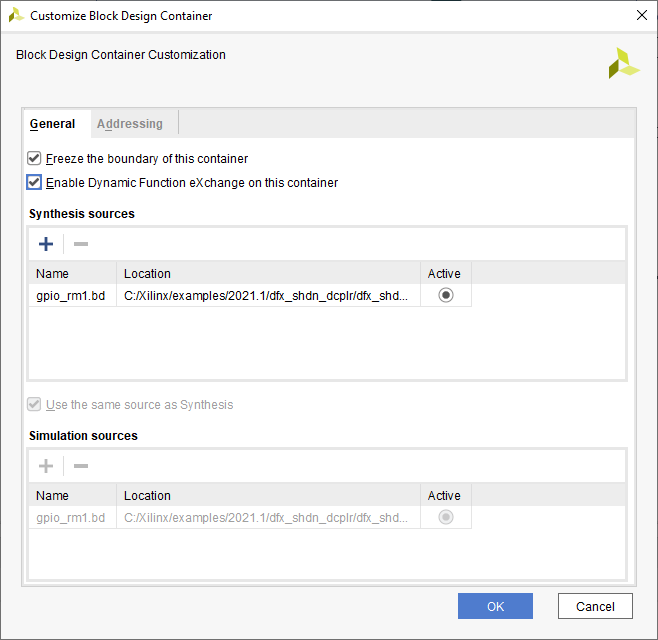 Customize Block Design Container
Block Design Container Customization
General Addressing
Freeze the boundary of this container
Enable Dynamic Function eXchange on this container
Synthesis sources
Name Location Active
gpio_rm1.bd C:/Xilinx/examples/2021.1/dfx_shdn_dcplr/dfx_shd...
Use the same source as Synthesis
Simulation sources
Name Location Active
gpio_rm1.bd C:/Xilinx/examples/2021.1/dfx_shdn_dcplr/dfx_shd...
OK Cancel